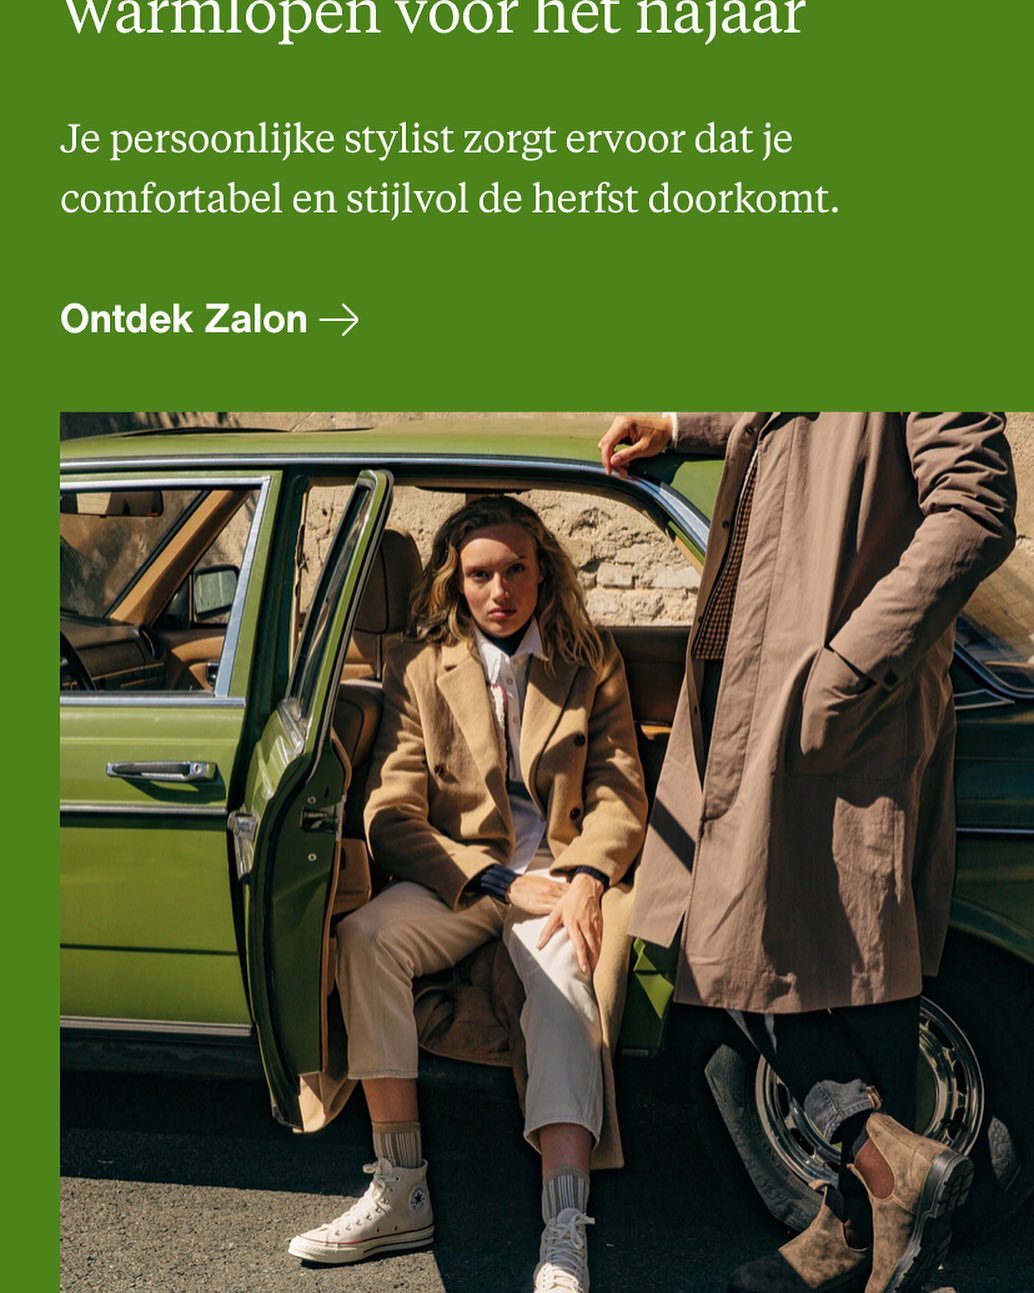 Warmlopen voor het najaar
Je persoonlijke stylist zorgt ervoor dat je
comfortabel en stijlvol de herfst doorkomt.
Ontdek Zalon →